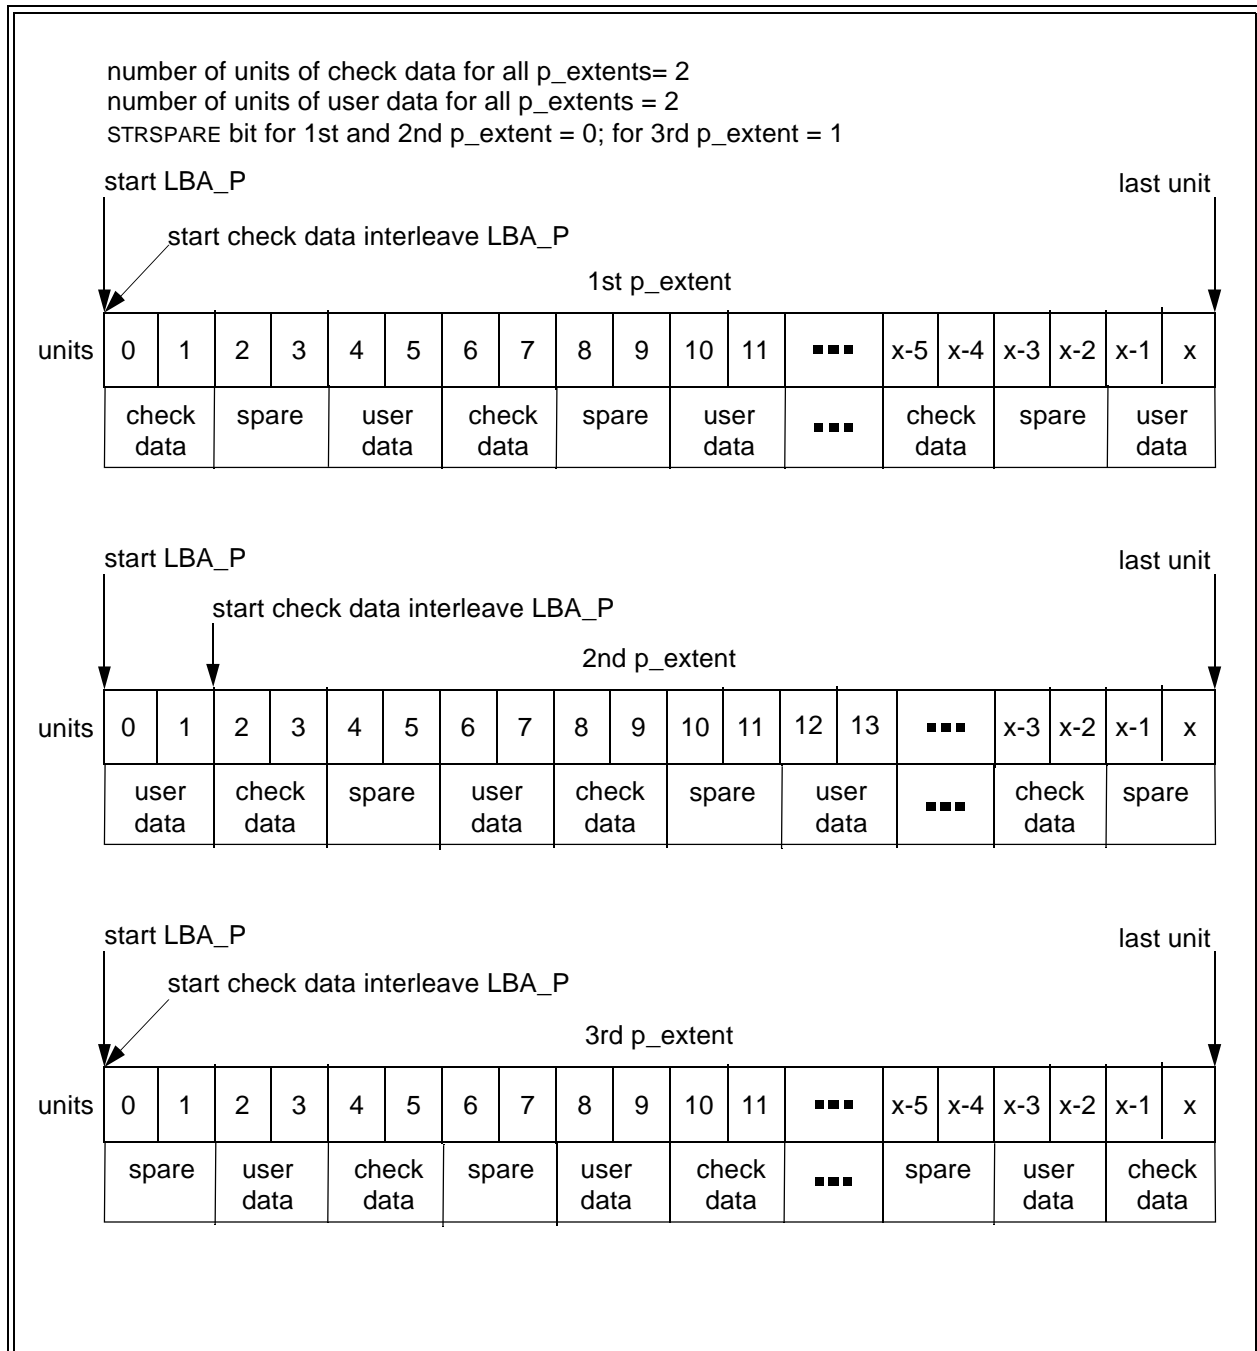 number of units of check data for all p_extents= 2
number of units of user data for all p_extents = 2
STRSPARE bit for 1st and 2nd p_extent = 0; for 3rd p_extent = 1
start LBA_P
last unit
start check data interleave LBA_P
1st p_extent
units 0 1 2 3 4 5 6 7 8 9 10 11 ▪▪▪ x-5 x-4 x-3 x-2 x-1 x
check data spare user data check data spare user data ▪▪▪ check data spare user data
start LBA_P
last unit
start check data interleave LBA_P
2nd p_extent
units 0 1 2 3 4 5 6 7 8 9 10 11 12 13 ▪▪▪ x-3 x-2 x-1 x
user data check data spare user data check data spare user data ▪▪▪ check data spare
start LBA_P
last unit
start check data interleave LBA_P
3rd p_extent
units 0 1 2 3 4 5 6 7 8 9 10 11 ▪▪▪ x-5 x-4 x-3 x-2 x-1 x
spare user data check data spare user data check data ▪▪▪ spare user data check data